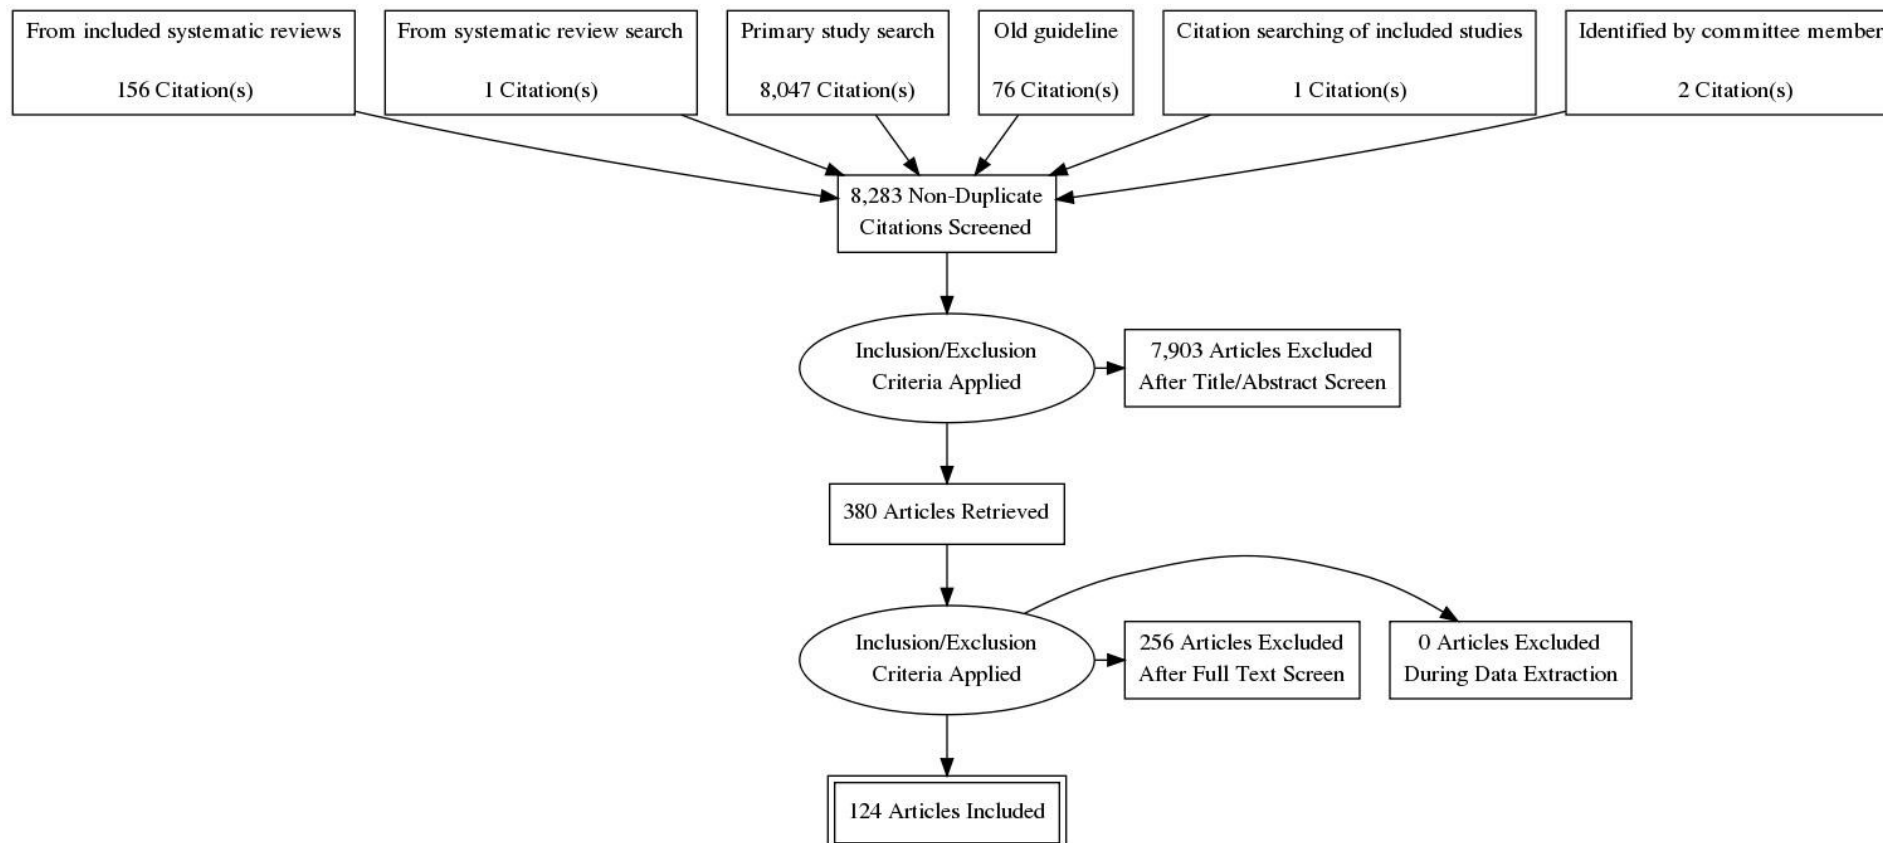 From included systematic reviews
156 Citation(s)
From systematic review search
1 Citation(s)
Primary study search
8,047 Citation(s)
Old guideline
76 Citation(s)
Citation searching of included studies
1 Citation(s)
Identified by committee member
2 Citation(s)
8,283 Non-Duplicate
Citations Screened
Inclusion/Exclusion
Criteria Applied
7,903 Articles Excluded
After Title/Abstract Screen
380 Articles Retrieved
Inclusion/Exclusion
Criteria Applied
256 Articles Excluded
After Full Text Screen
0 Articles Excluded
During Data Extraction
124 Articles Included